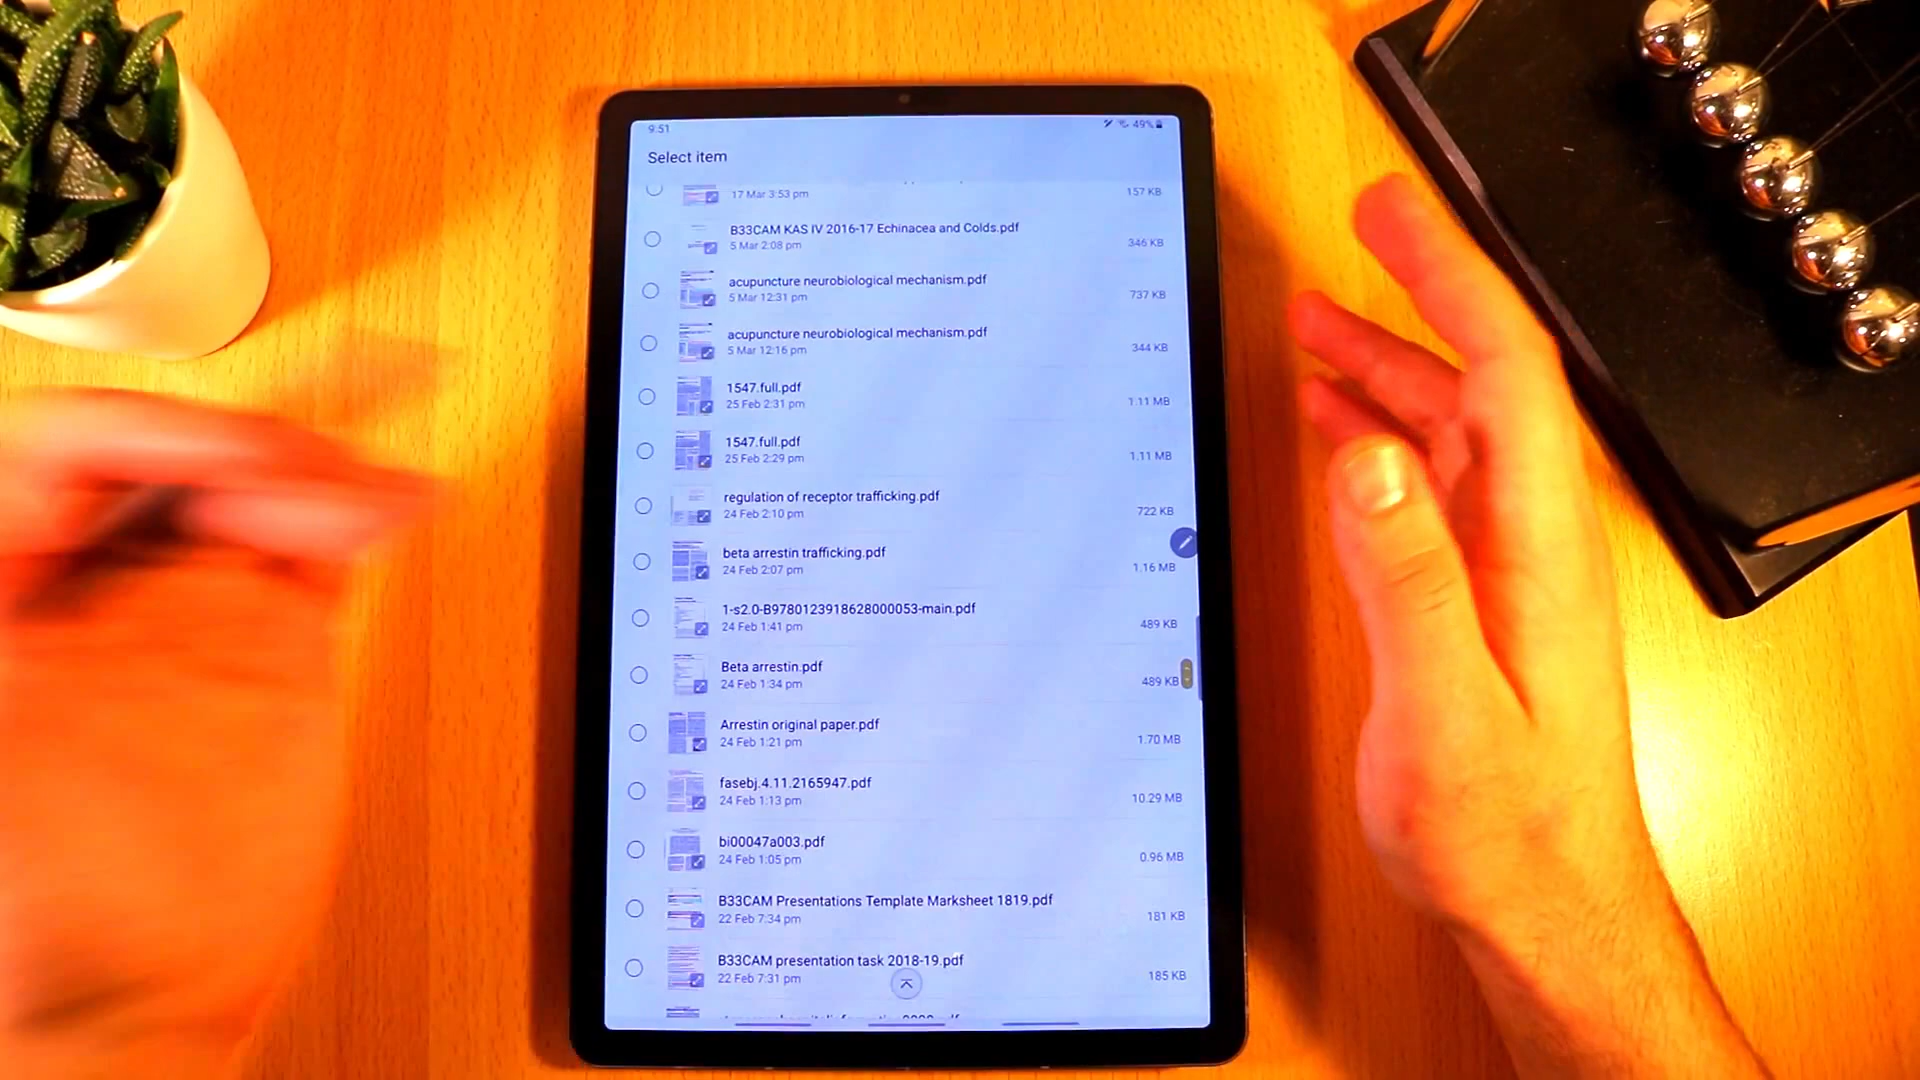 9:51
49%
Select item
17 Mar 3:53 pm
157 KB
B33CAM KAS IV 2016-17 Echinacea and Colds.pdf
5 Mar 2:08 pm
346 KB
acupuncture neurobiological mechanism.pdf
5 Mar 12:31 pm
737 KB
acupuncture neurobiological mechanism.pdf
5 Mar 12:16 pm
344 KB
1547.full.pdf
25 Feb 2:31 pm
1.11 MB
1547.full.pdf
25 Feb 2:29 pm
1.11 MB
regulation of receptor trafficking.pdf
24 Feb 2:10 pm
722 KB
beta arrestin trafficking.pdf
24 Feb 2:07 pm
1.16 MB
1-s2.0-B9780123918628000053-main.pdf
24 Feb 1:41 pm
489 KB
Beta arrestin.pdf
24 Feb 1:34 pm
489 KB
Arrestin original paper.pdf
24 Feb 1:21 pm
1.70 MB
fasebj.4.11.2165947.pdf
24 Feb 1:13 pm
10.29 MB
bi00047a003.pdf
24 Feb 1:05 pm
0.96 MB
B33CAM Presentations Template Marksheet 1819.pdf
22 Feb 7:34 pm
181 KB
B33CAM presentation task 2018-19.pdf
22 Feb 7:31 pm
185 KB